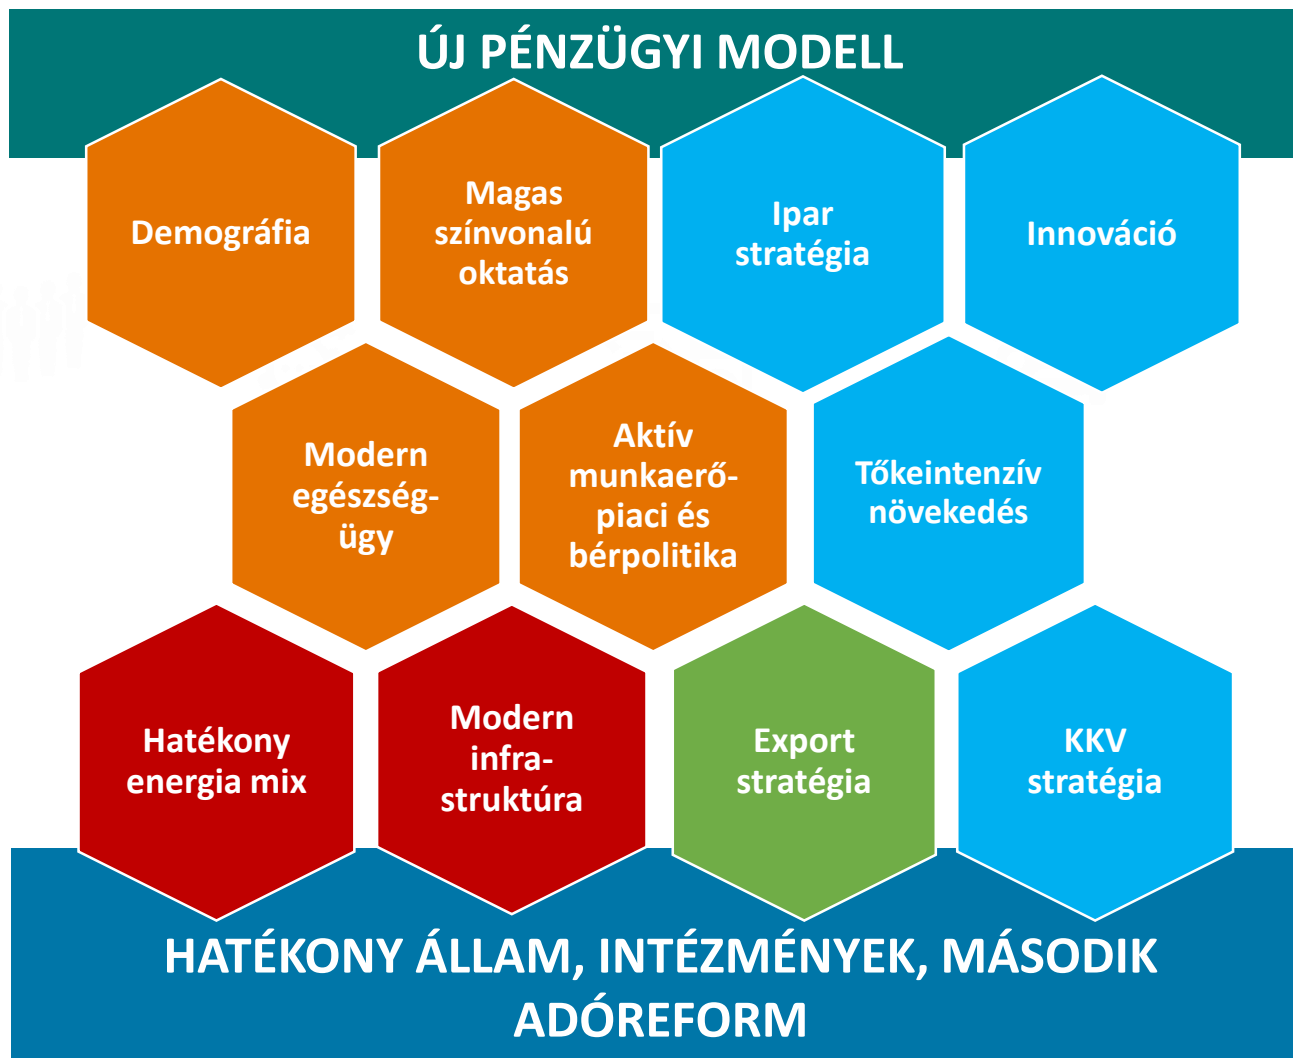 ÚJ PÉNZÜGYI MODELL
Demográfia
Magas
színvonalú
oktatás
Ipar
stratégia
Innováció
Modern
egészség-
ügy
Aktív
munkaerő-
piaci és
bérpolitika
Tőkeintenzív
növekedés
Hatékony
energia mix
Modern
infra-
struktúra
Export
stratégia
KKV
stratégia
HATÉKONY ÁLLAM, INTÉZMÉNYEK, MÁSODIK
ADÓREFORM